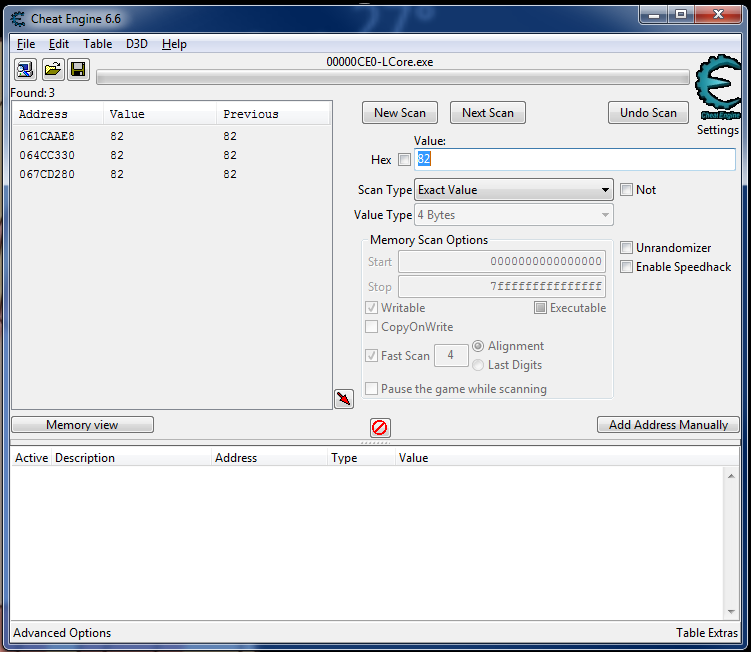 Cheat Engine 6.6
File Edit Table D3D Help
00000CE0-LCore.exe
Found: 3
Address Value Previous
061CAAE8 82 82
064CC330 82 82
067CD280 82 82
New Scan Next Scan Undo Scan
Cheat Engine
Settings
Value:
Hex 82
Scan Type Exact Value Not
Value Type 4 Bytes
Memory Scan Options
Start 0000000000000000
Stop 7fffffffffffffff
Unrandomizer
Enable Speedhack
Writable Executable
CopyOnWrite
Fast Scan 4 Alignment
Last Digits
Pause the game while scanning
Memory view Add Address Manually
Active Description Address Type Value
Advanced Options Table Extras